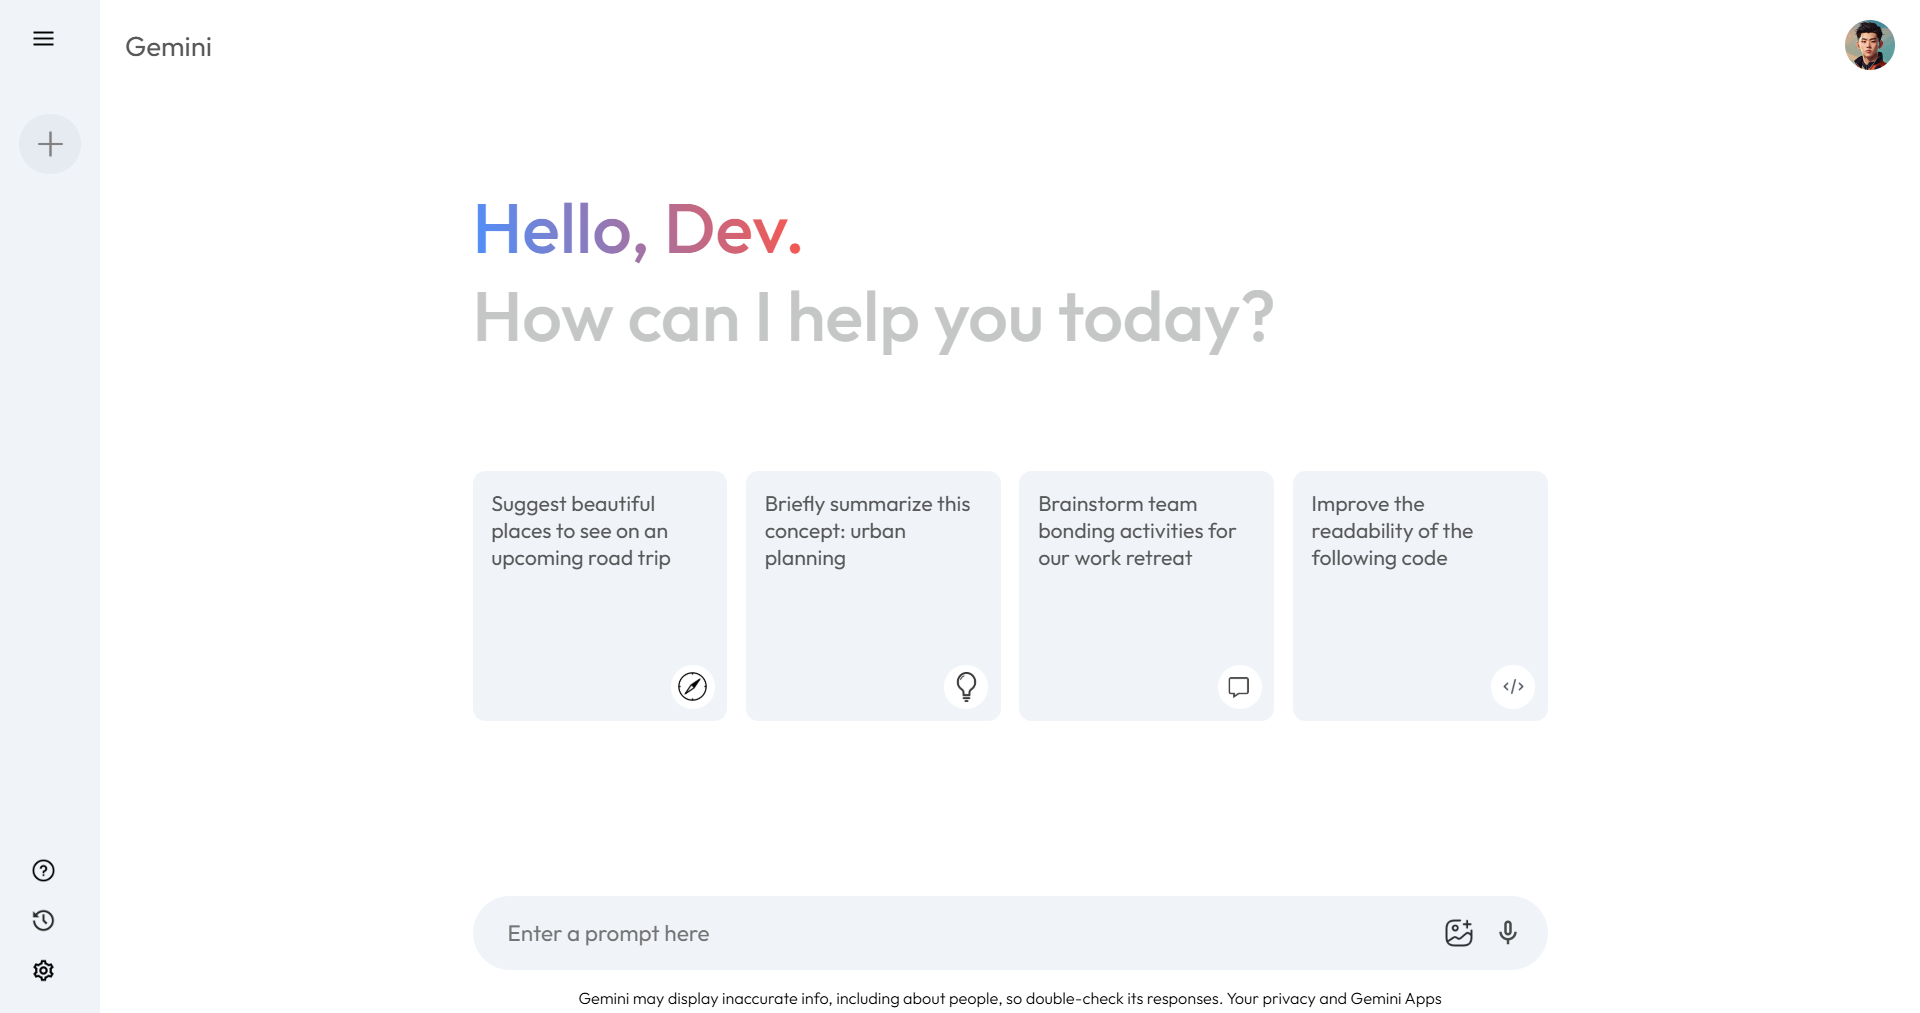 Gemini
Hello, Dev.
How can I help you today?
Suggest beautiful
places to see on an
upcoming road trip
Briefly summarize this
concept: urban
planning
Brainstorm team
bonding activities for
our work retreat
Improve the
readability of the
following code
Enter a prompt here
Gemini may display inaccurate info, including about people, so double-check its responses. Your privacy and Gemini Apps